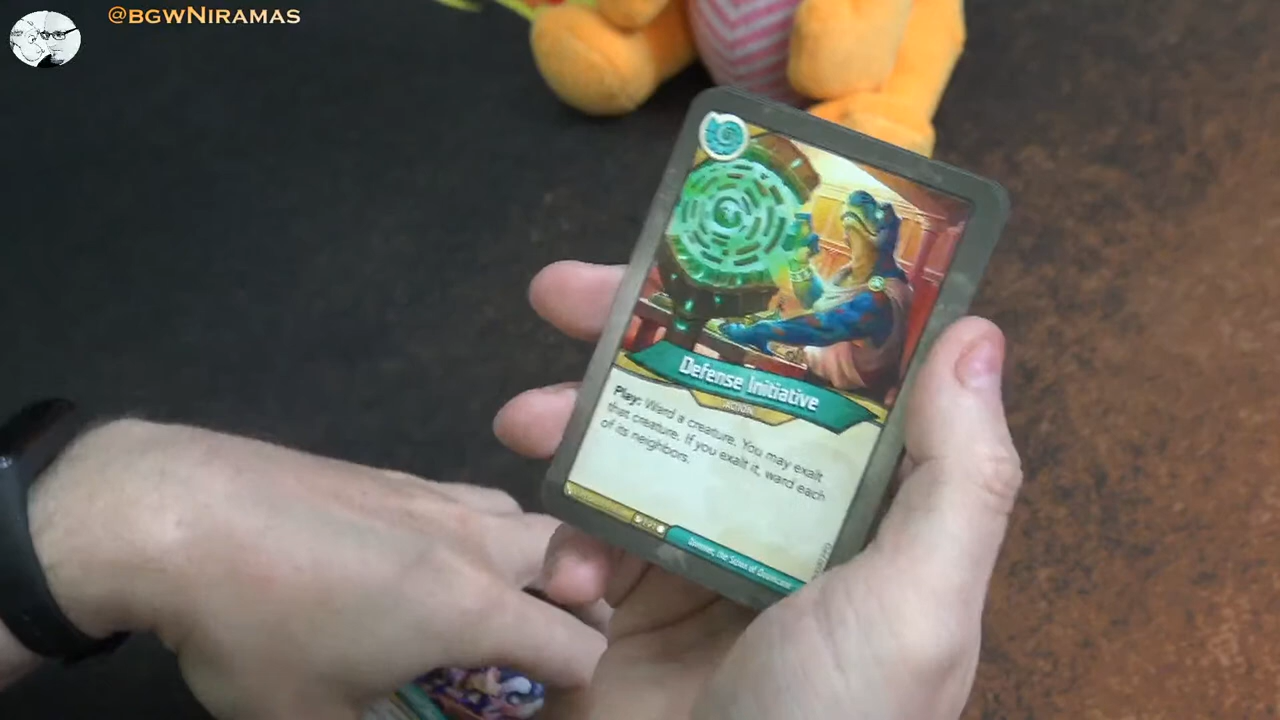 @BGWNIRAMAS
Defense Initiative
ACTION
Play: Ward a creature. You may exalt
that creature. If you exalt it, ward each
of its neighbors.